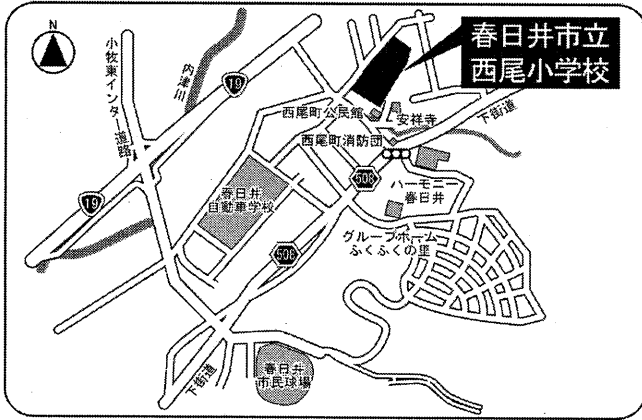 N
春日井市立
西尾小学校
小牧東インター道路
内津川
19
下街道
西尾町公民館
安祥寺
西尾町消防団
508
ハーモニー
春日井
19
春日井
自動車学校
グループホーム
ふくふくの里
508
下街道
春日井
市民球場